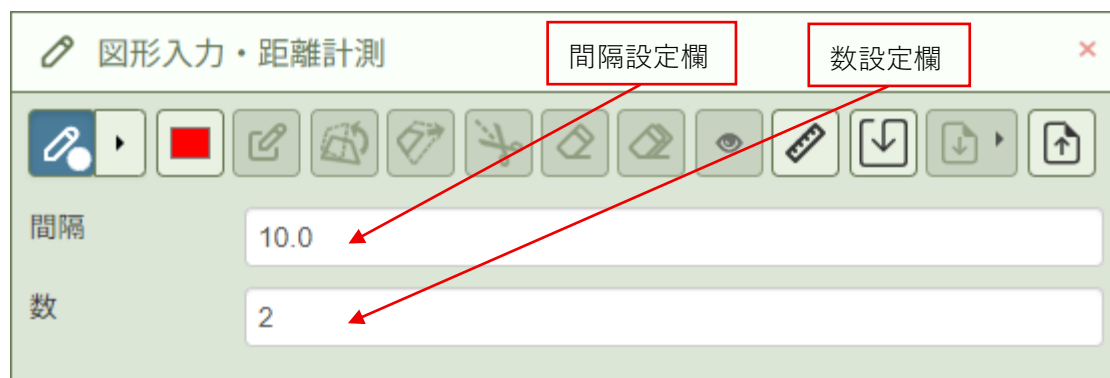 図形入力・距離計測
間隔設定欄
数設定欄
×
間隔
10.0
数
2